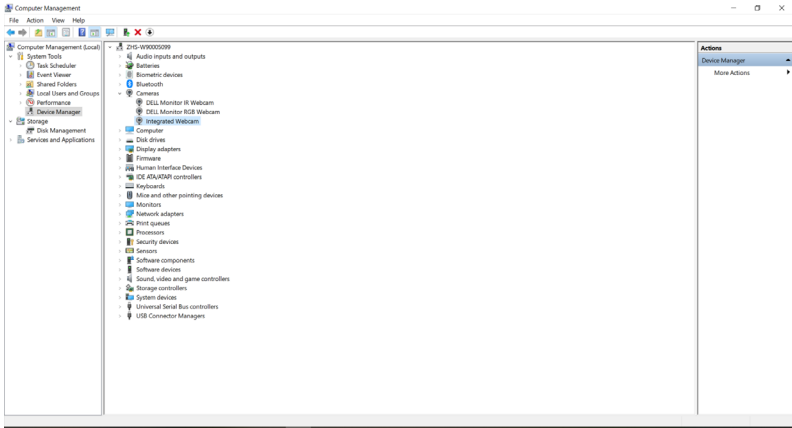 Computer Management
File Action View Help
Computer Management (Local)
System Tools
Task Scheduler
Event Viewer
Shared Folders
Local Users and Groups
Performance
Device Manager
Storage
Disk Management
Services and Applications
ZHS-W90005099
Audio inputs and outputs
Batteries
Biometric devices
Bluetooth
Cameras
DELL Monitor IR Webcam
DELL Monitor RGB Webcam
Integrated Webcam
Computer
Disk drives
Display adapters
Firmware
Human Interface Devices
IDE ATA/ATAPI controllers
Keyboards
Mice and other pointing devices
Monitors
Network adapters
Print queues
Processors
Security devices
Sensors
Software components
Software devices
Sound, video and game controllers
Storage controllers
System devices
Universal Serial Bus controllers
USB Connector Managers
Actions
Device Manager
More Actions